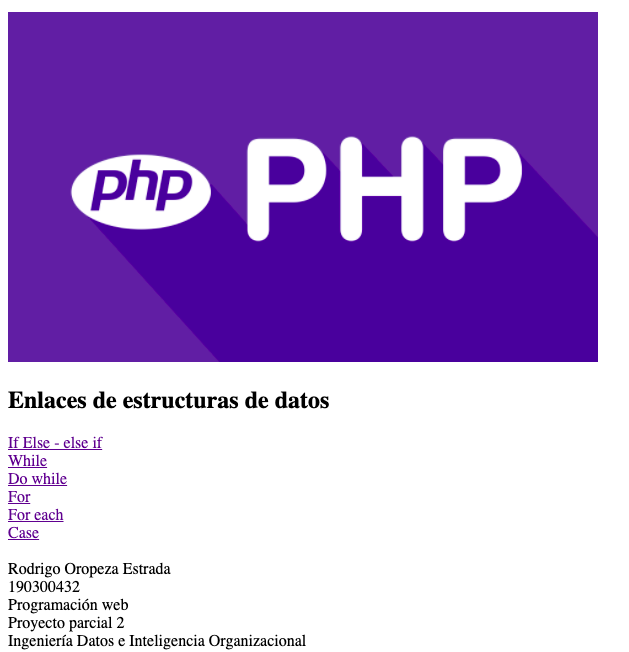 php PHP
Enlaces de estructuras de datos
If Else - else if
While
Do while
For
For each
Case
Rodrigo Oropeza Estrada
190300432
Programación web
Proyecto parcial 2
Ingeniería Datos e Inteligencia Organizacional